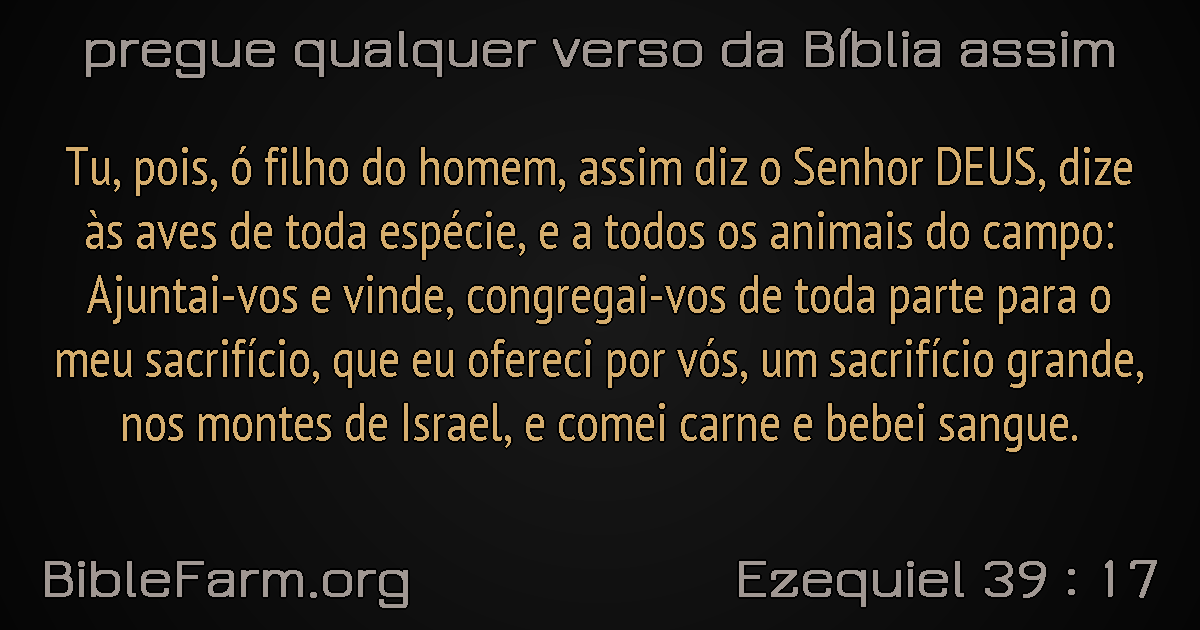 pregue qualquer verso da Bíblia assim
Tu, pois, ó filho do homem, assim diz o Senhor DEUS, dize
às aves de toda espécie, e a todos os animais do campo:
Ajuntai-vos e vinde, congregai-vos de toda parte para o
meu sacrifício, que eu ofereci por vós, um sacrifício grande,
nos montes de Israel, e comei carne e bebei sangue.
BibleFarm.org
Ezequiel 39 : 17